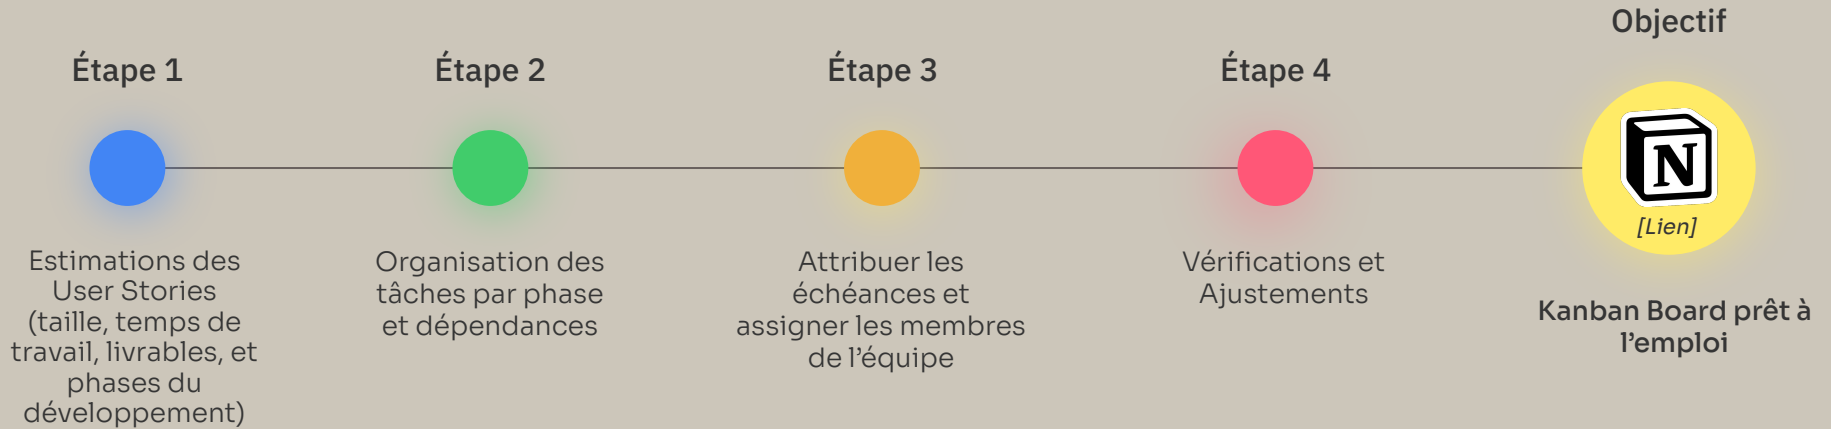 Objectif
Étape 1
Étape 2
Étape 3
Étape 4
N
[Lien]
Estimations des
User Stories
(taille, temps de
travail, livrables, et
phases du
développement)
Organisation des
tâches par phase
et dépendances
Attribuer les
échéances et
assigner les membres
de l’équipe
Vérifications et
Ajustements
Kanban Board prêt à
l’emploi